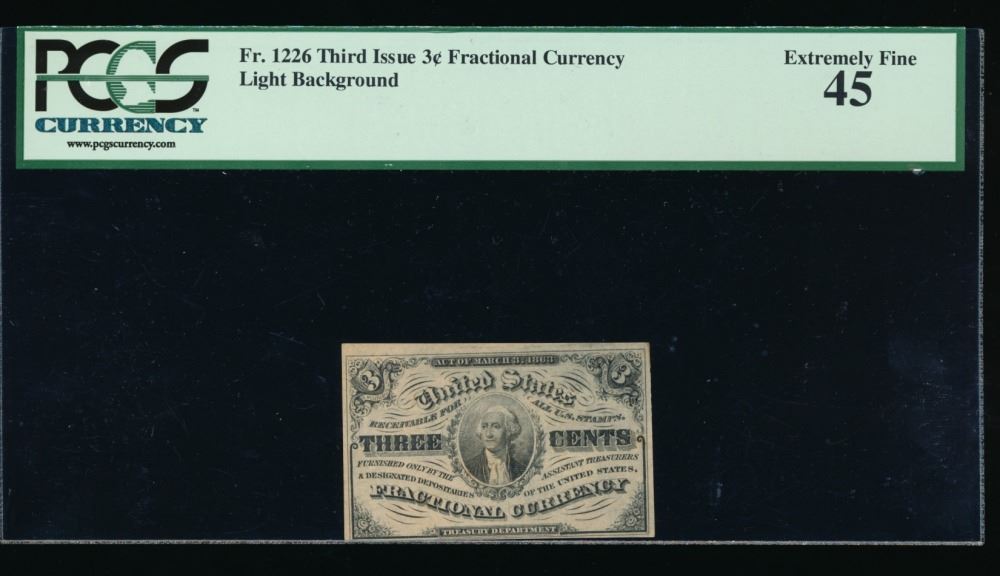 PCGS
CURRENCY
www.pcgscurrency.com
Fr. 1226 Third Issue 3¢ Fractional Currency
Light Background
Extremely Fine
45
ACT OF MARCH 3, 1863
3 3
United States
RECEIVABLE FOR ALL U.S. STAMPS.
THREE CENTS
FURNISHED ONLY BY THE ASSISTANT TREASURERS
& DESIGNATED DEPOSITARIES OF THE UNITED STATES,
FRACTIONAL CURRENCY
TREASURY DEPARTMENT